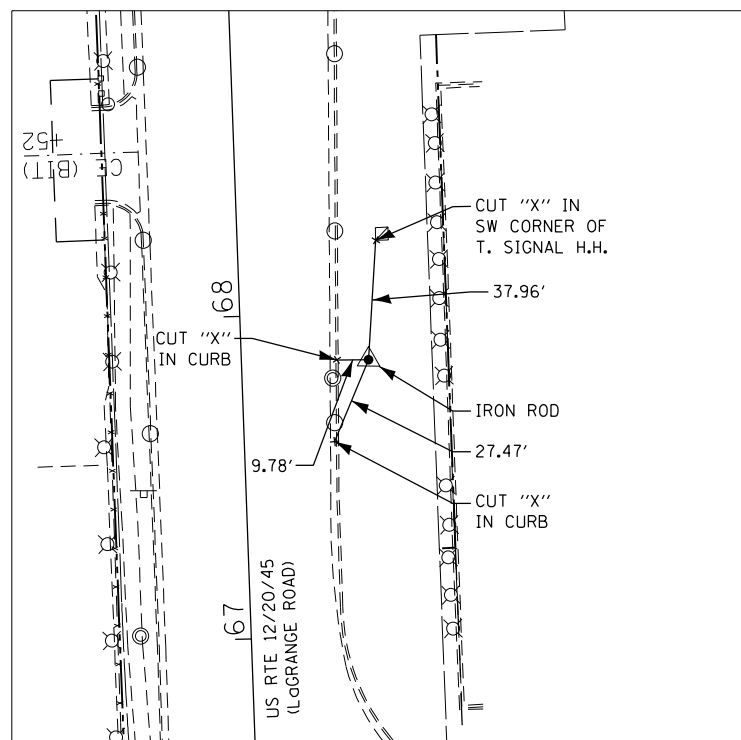 +52
CL (BIT)
CUT "X" IN
SW CORNER OF
T. SIGNAL H.H.
37.96'
68
CUT "X"
IN CURB
IRON ROD
27.47'
9.78'
CUT "X"
IN CURB
67
US RTE 12/20/45
(LaGRANGE ROAD)